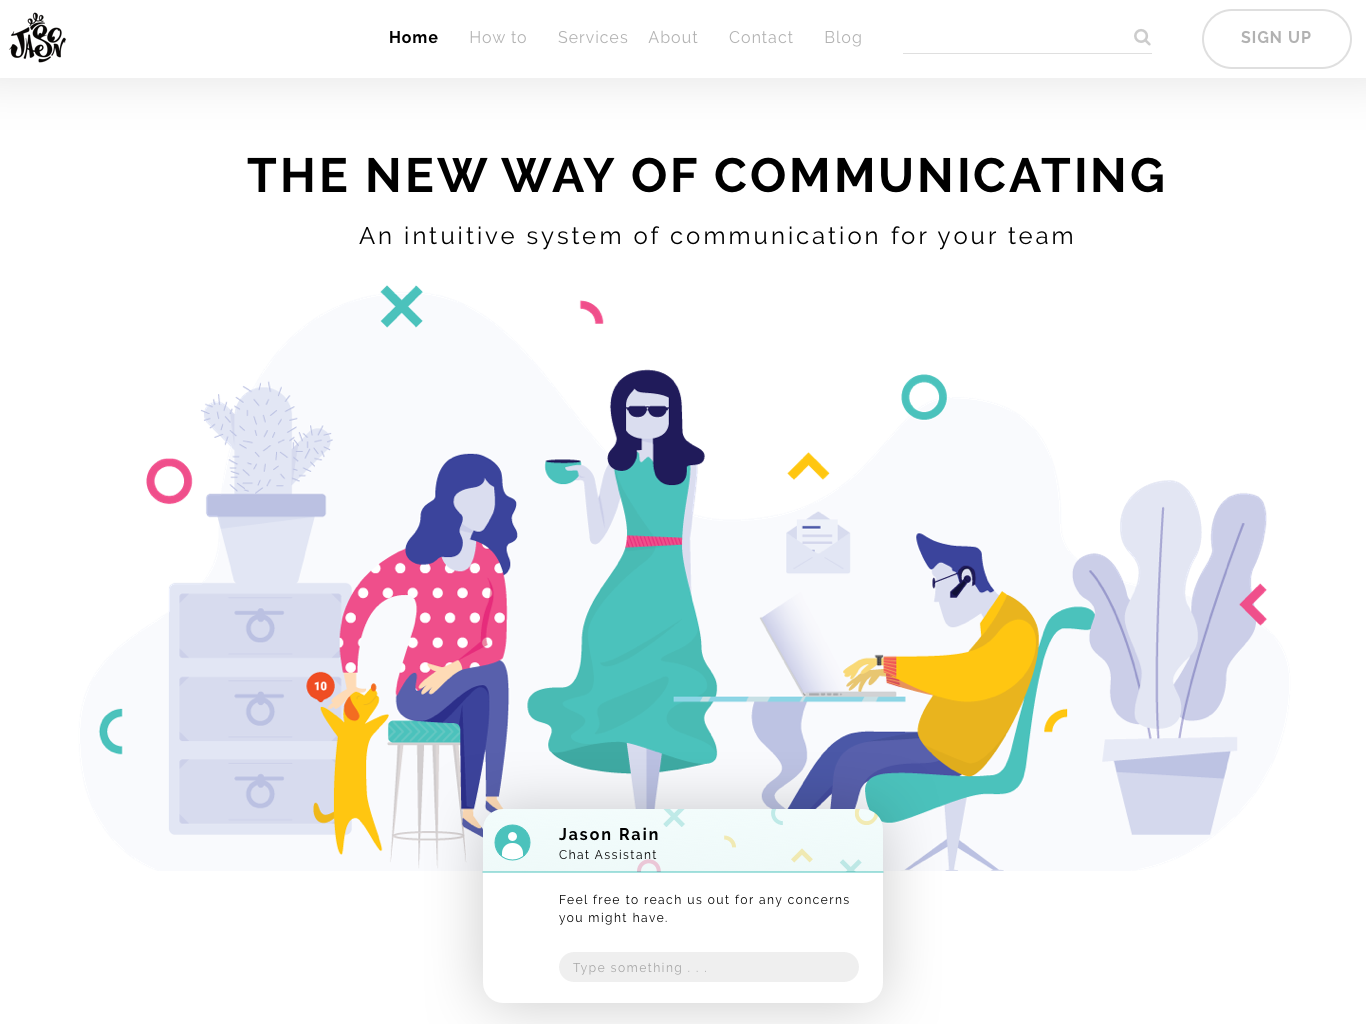 JASON
Home How to Services About Contact Blog SIGN UP
THE NEW WAY OF COMMUNICATING
An intuitive system of communication for your team
10
Jason Rain
Chat Assistant
Feel free to reach us out for any concerns
you might have.
Type something . . .